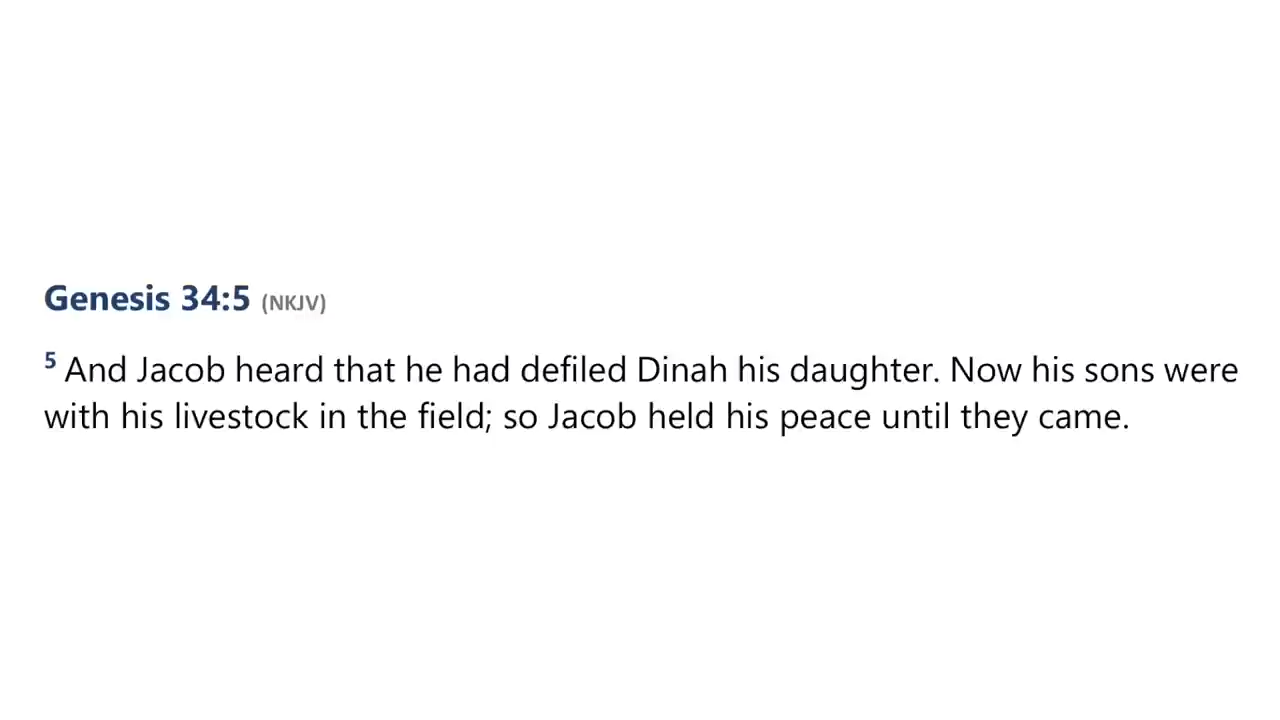 Genesis 34:5 (NKJV)
5 And Jacob heard that he had defiled Dinah his daughter. Now his sons were
with his livestock in the field; so Jacob held his peace until they came.